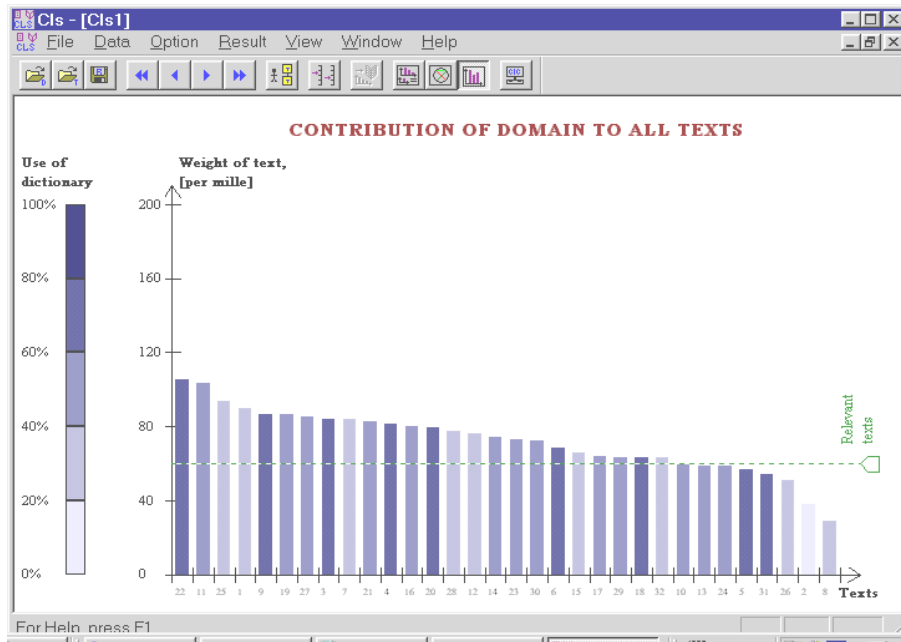 Cls - [Cls1]
CLS File Data Option Result View Window Help
CONTRIBUTION OF DOMAIN TO ALL TEXTS
Use of
dictionary
Weight of text,
[per mille]
100%
80%
60%
40%
20%
0%
200
160
120
80
40
0
Relevant
texts
22 11 25 1 9 19 27 3 7 21 4 16 20 28 12 14 23 30 6 15 17 29 18 32 10 13 24 5 31 26 2 8
Texts
For Help, press F1